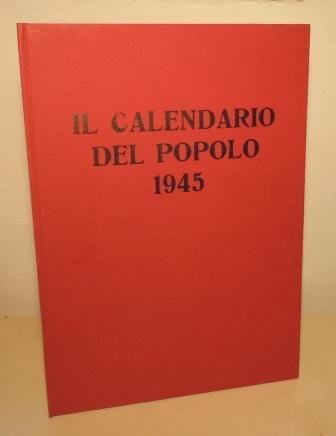 IL CALENDARIO
DEL POPOLO
1945